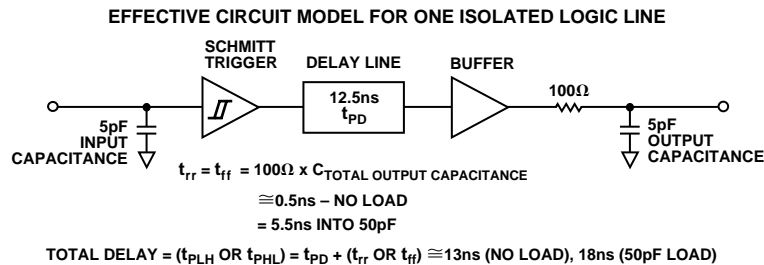 EFFECTIVE CIRCUIT MODEL FOR ONE ISOLATED LOGIC LINE
SCHMITT
TRIGGER
DELAY LINE
BUFFER
12.5ns
tPD
100Ω
5pF
INPUT
CAPACITANCE
5pF
OUTPUT
CAPACITANCE
trr = tff = 100Ω x CTOTAL OUTPUT CAPACITANCE
≅0.5ns – NO LOAD
= 5.5ns INTO 50pF
TOTAL DELAY = (tPLH OR tPHL) = tPD + (trr OR tff) ≅13ns (NO LOAD), 18ns (50pF LOAD)